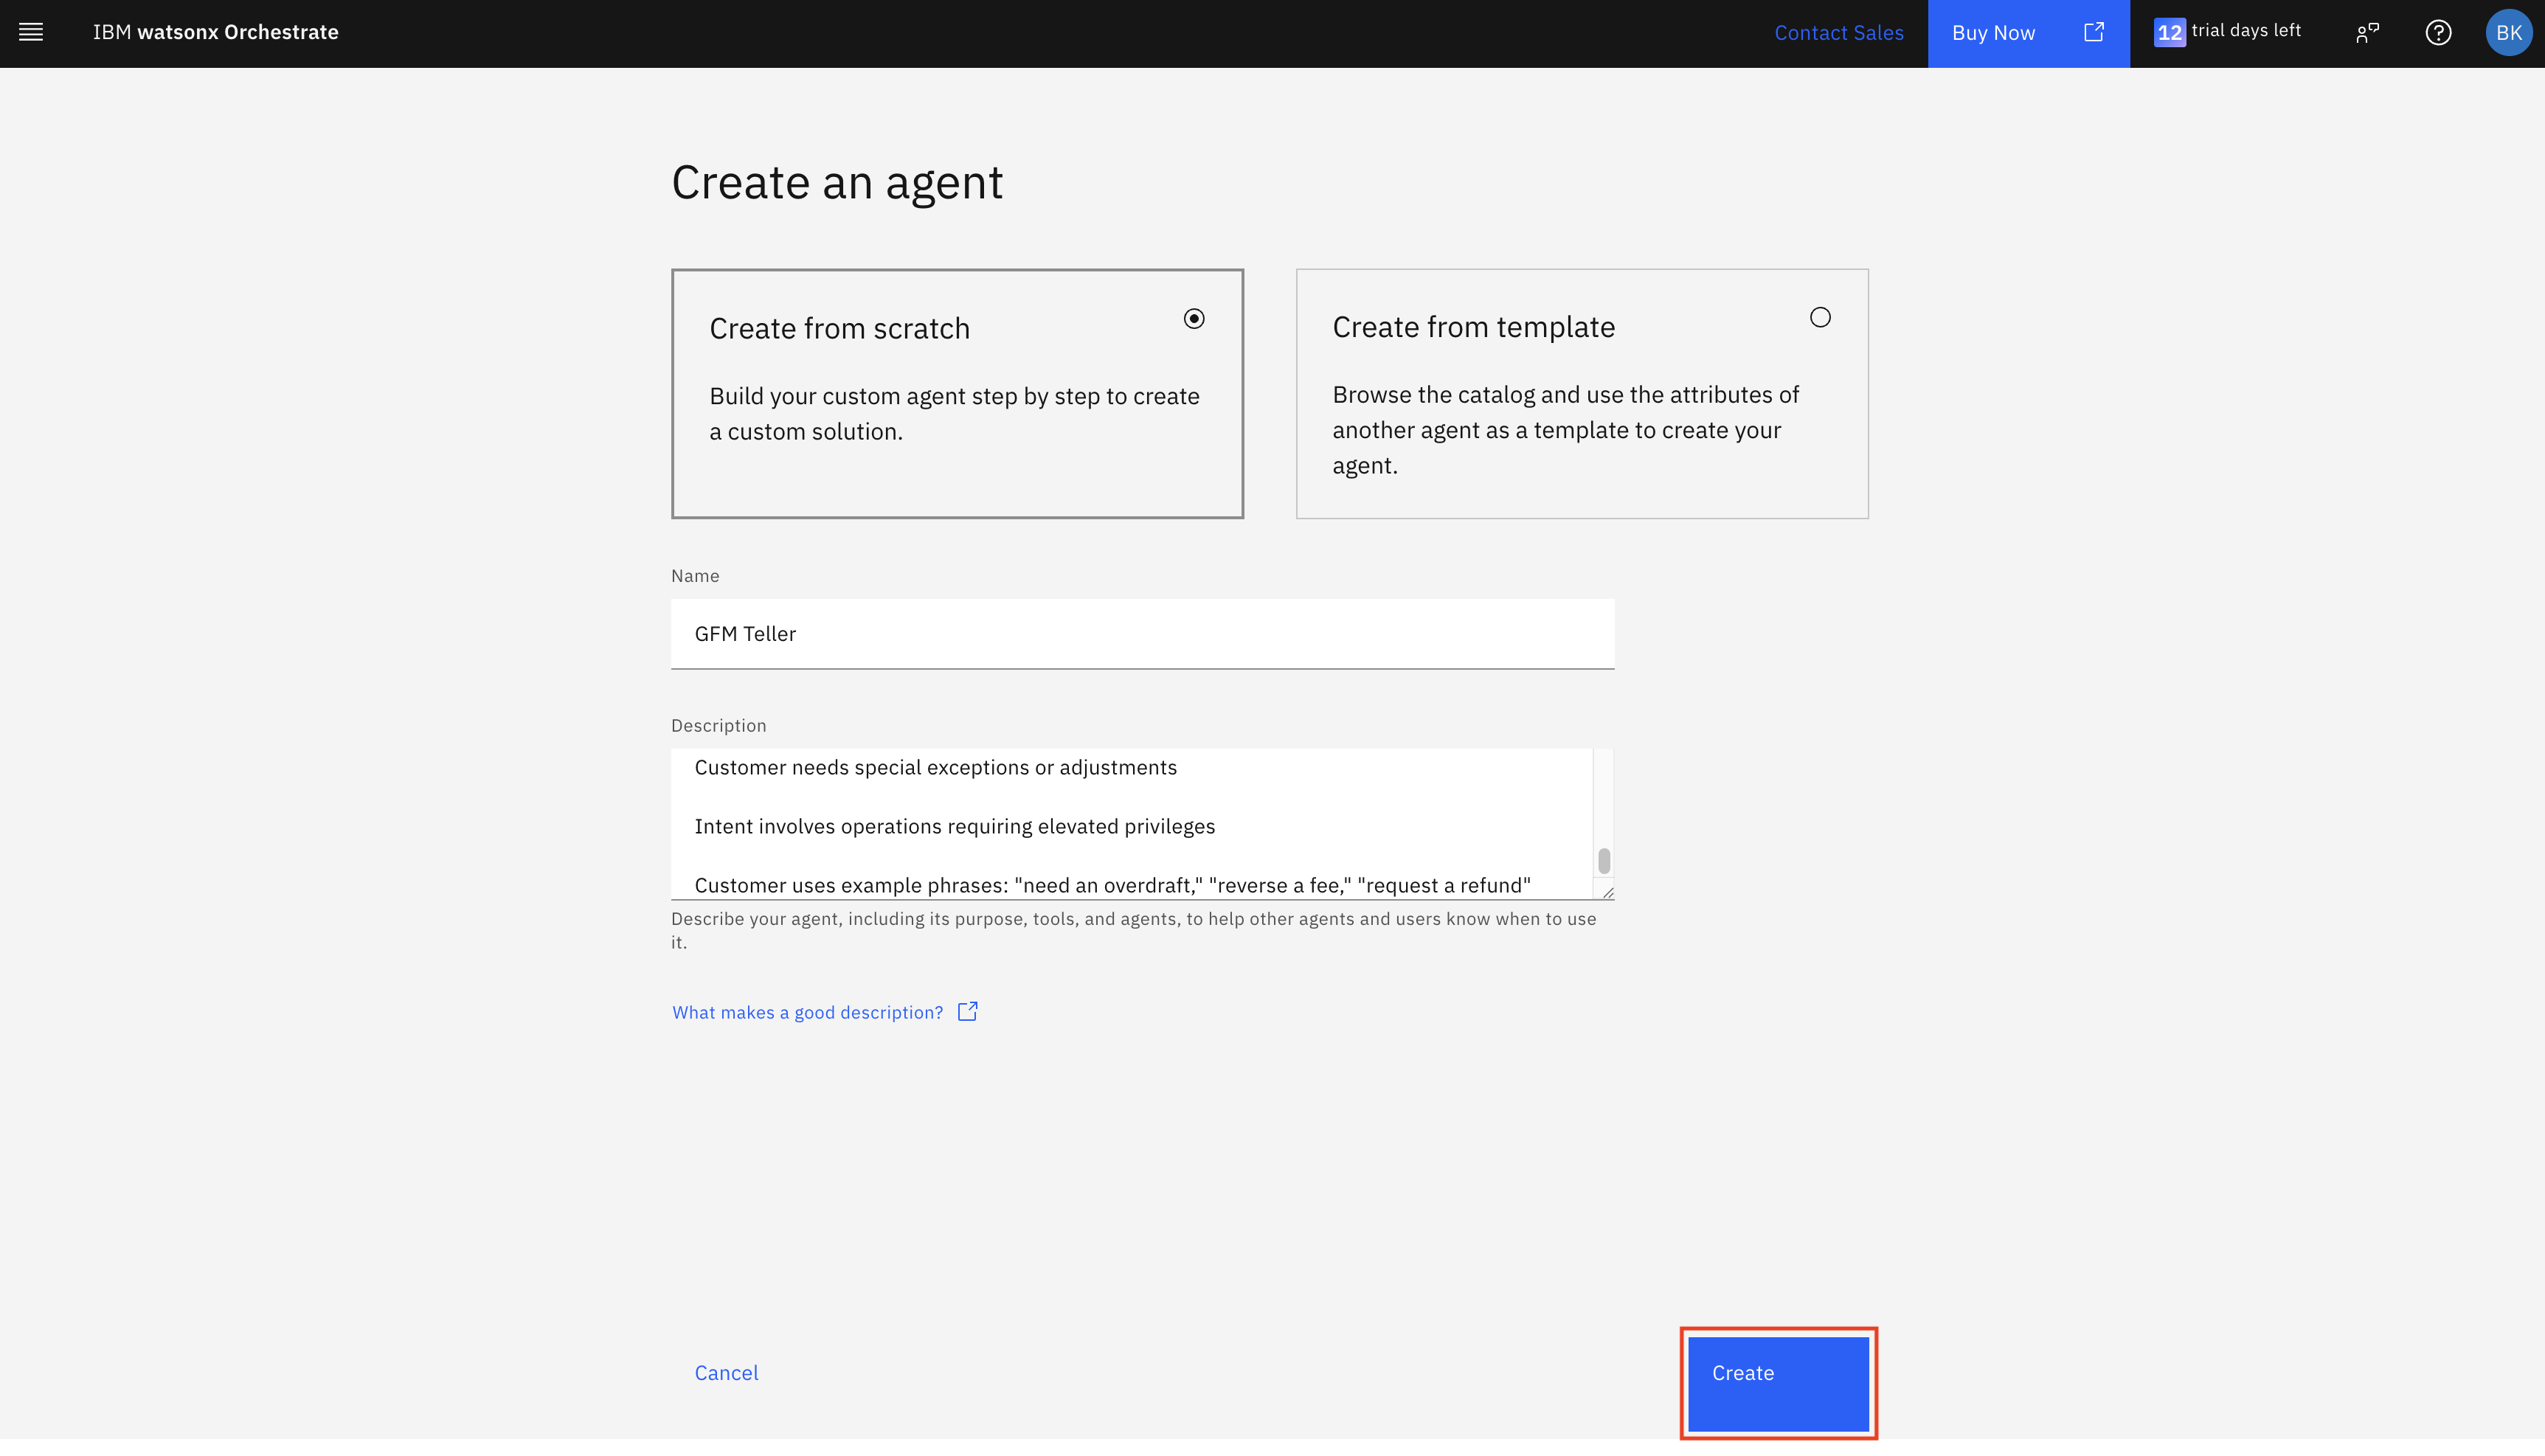 IBM watsonx Orchestrate
Contact Sales
Buy Now
12 trial days left
BK
Create an agent
Create from scratch
Build your custom agent step by step to create
a custom solution.
Create from template
Browse the catalog and use the attributes of
another agent as a template to create your
agent.
Name
GFM Teller
Description
Customer needs special exceptions or adjustments
Intent involves operations requiring elevated privileges
Customer uses example phrases: "need an overdraft," "reverse a fee," "request a refund"
Describe your agent, including its purpose, tools, and agents, to help other agents and users know when to use
it.
What makes a good description?
Cancel
Create